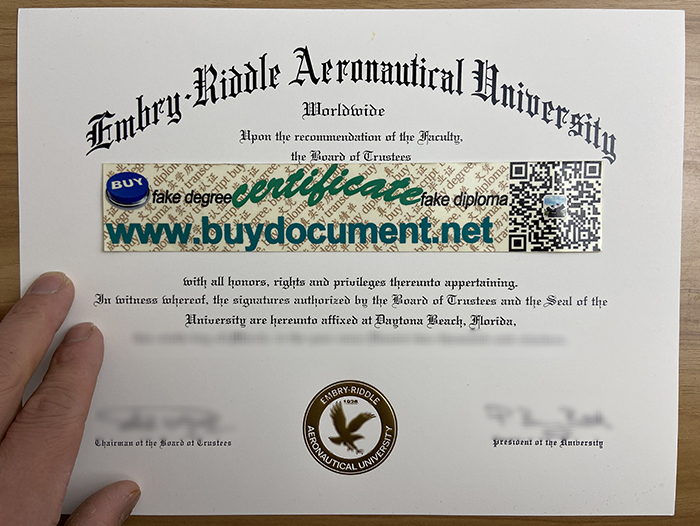 Embry-Riddle Aeronautical University
Worldwide
Upon the recommendation of the Faculty,
the Board of Trustees
BUY
fake degree certificate fake diploma
www.buydocument.net
with all honors, rights and privileges thereunto appertaining.
In witness whereof, the signatures authorized by the Board of Trustees and the Seal of the
University are hereunto affixed at Daytona Beach, Florida,
EMBRY-RIDDLE
1926
AERONAUTICAL UNIVERSITY
Chairman of the Board of Trustees
President of the University